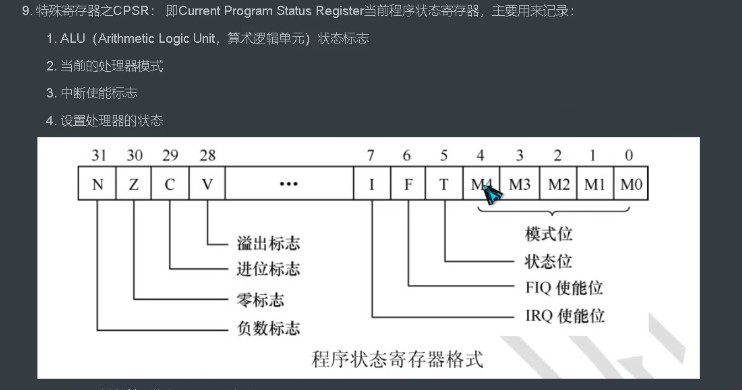 9. 特殊寄存器之CPSR： 即Current Program Status Register当前程序状态寄存器，主要用来记录：
1. ALU（Arithmetic Logic Unit，算术逻辑单元）状态标志
2. 当前的处理器模式
3. 中断使能标志
4. 设置处理器的状态
31 30 29 28 7 6 5 4 3 2 1 0
N Z C V ··· I F T M4 M3 M2 M1 M0
模式位
溢出标志
状态位
进位标志
FIQ 使能位
零标志
IRQ 使能位
负数标志
程序状态寄存器格式